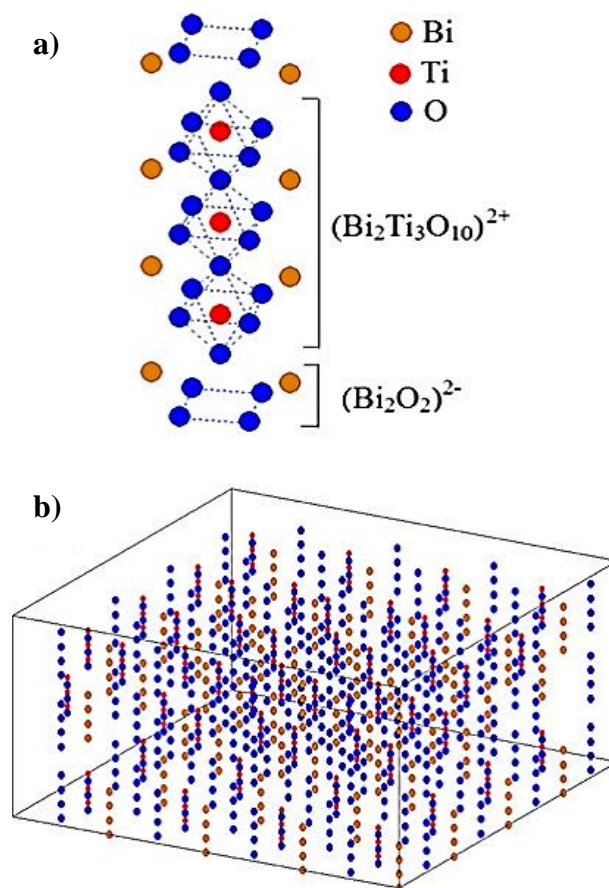 a)
Bi
Ti
O
(Bi₂Ti₃O₁₀)²⁺
(Bi₂O₂)²⁻
b)